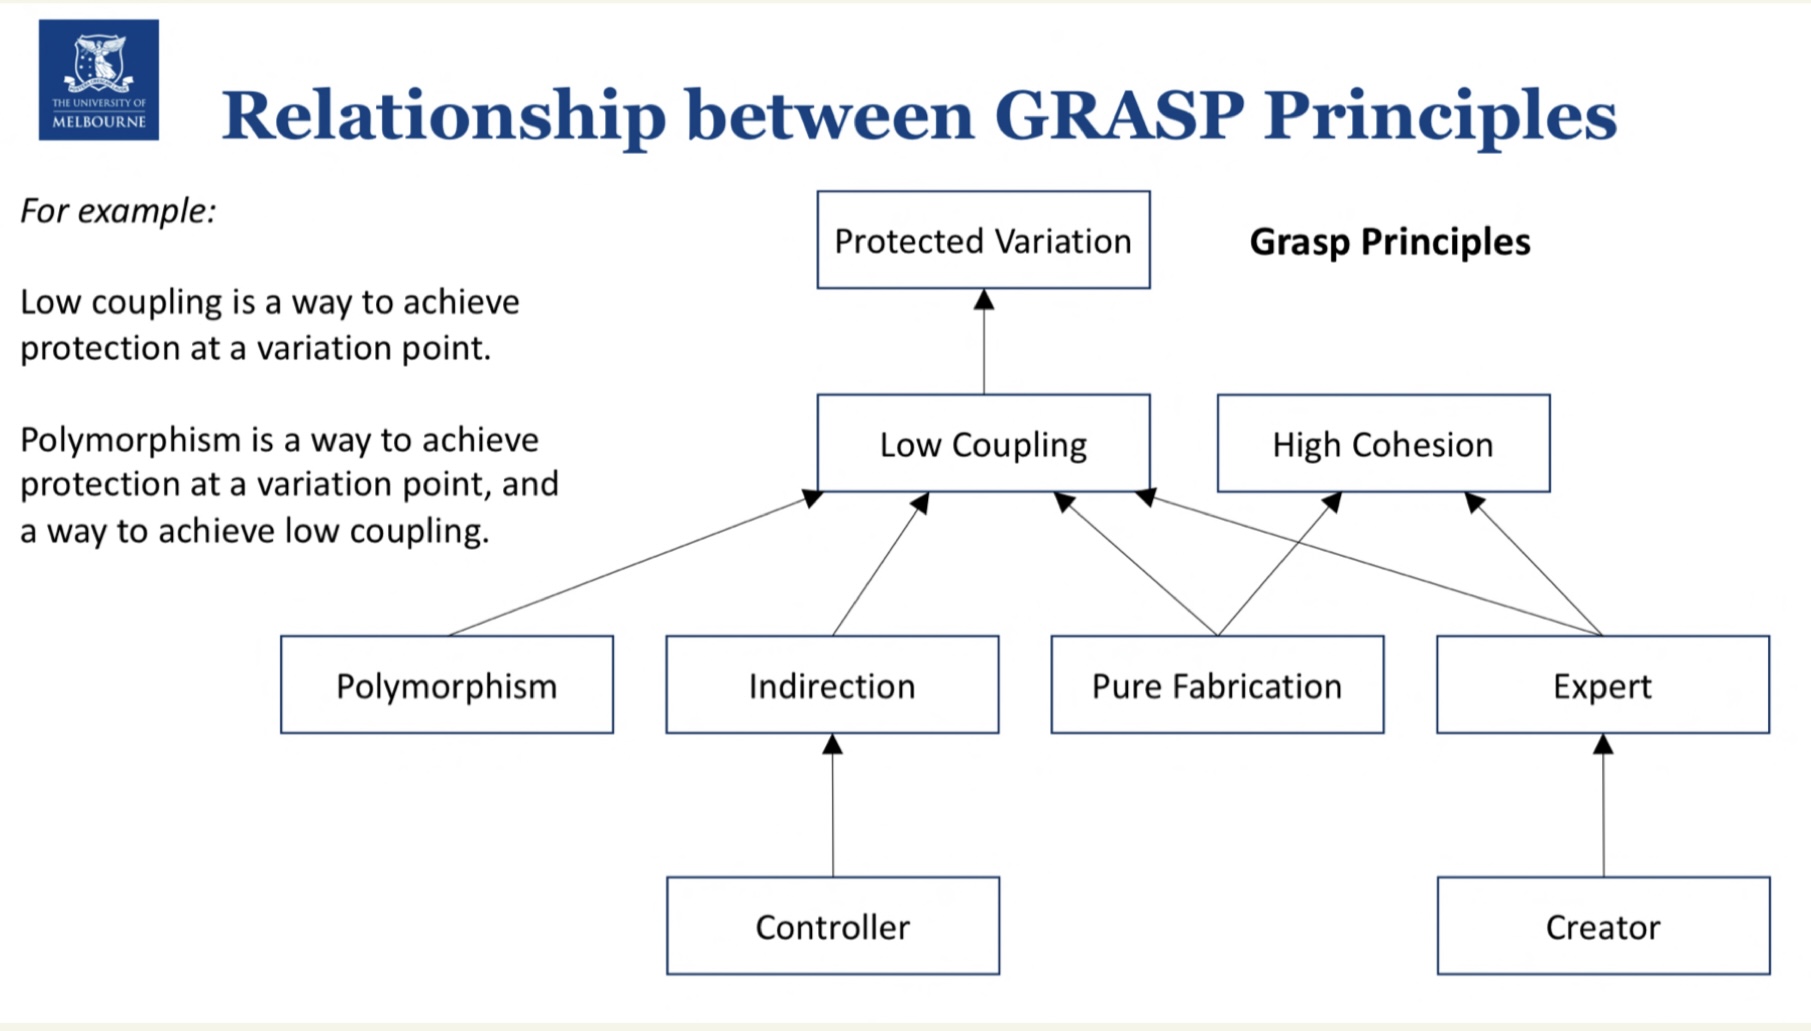 THE UNIVERSITY OF
MELBOURNE
Relationship between GRASP Principles
For example:
Low coupling is a way to achieve
protection at a variation point.
Polymorphism is a way to achieve
protection at a variation point, and
a way to achieve low coupling.
Protected Variation
Grasp Principles
Low Coupling
High Cohesion
Polymorphism
Indirection
Pure Fabrication
Expert
Controller
Creator